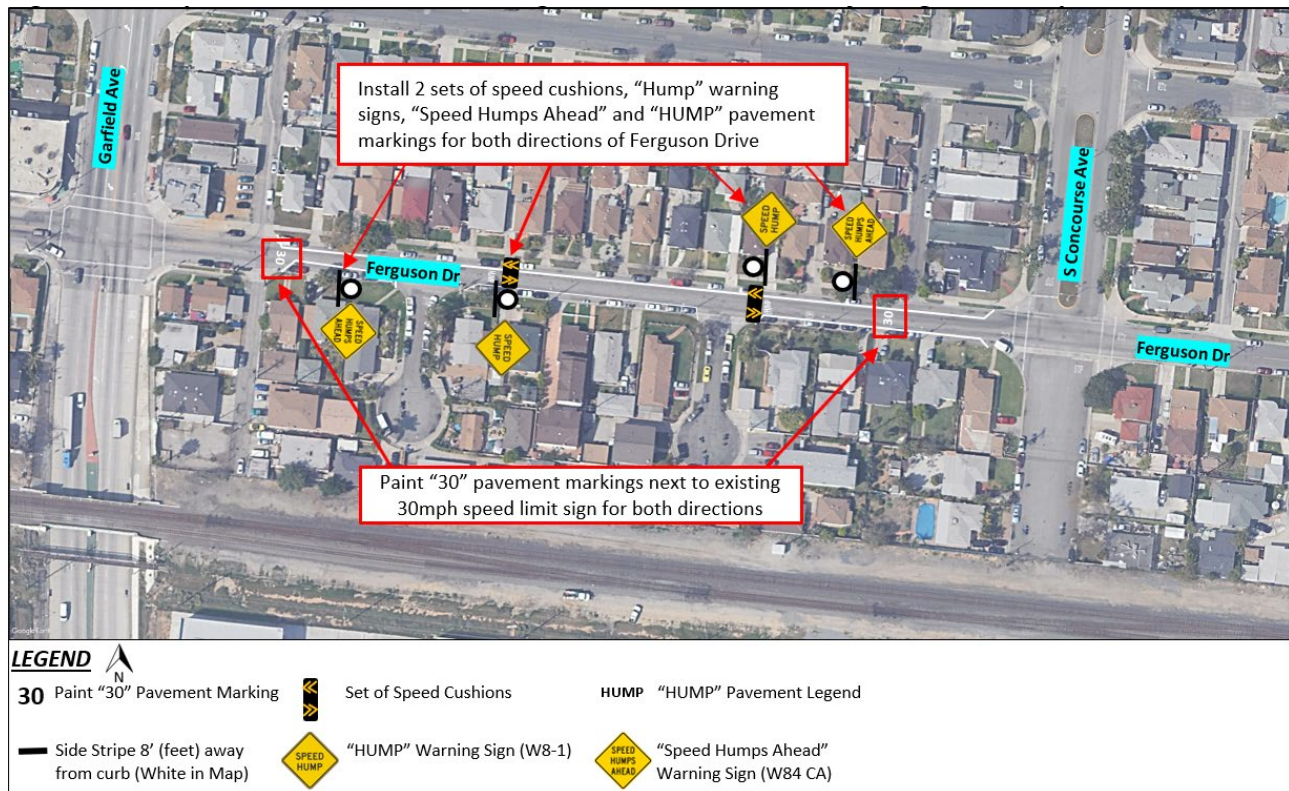 Install 2 sets of speed cushions, “Hump” warning
signs, “Speed Humps Ahead” and “HUMP” pavement
markings for both directions of Ferguson Drive
Garfield Ave
S Concourse Ave
SPEED
HUMP
SPEED
HUMPS
AHEAD
30
Ferguson Dr
30
SPEED
HUMPS
AHEAD
SPEED
HUMP
Ferguson Dr
Paint “30” pavement markings next to existing
30mph speed limit sign for both directions
Google Earth
LEGEND
N
30 Paint “30” Pavement Marking
Set of Speed Cushions
HUMP “HUMP” Pavement Legend
Side Stripe 8’ (feet) away
from curb (White in Map)
SPEED
HUMP
“HUMP” Warning Sign (W8-1)
SPEED
HUMPS
AHEAD
“Speed Humps Ahead”
Warning Sign (W84 CA)